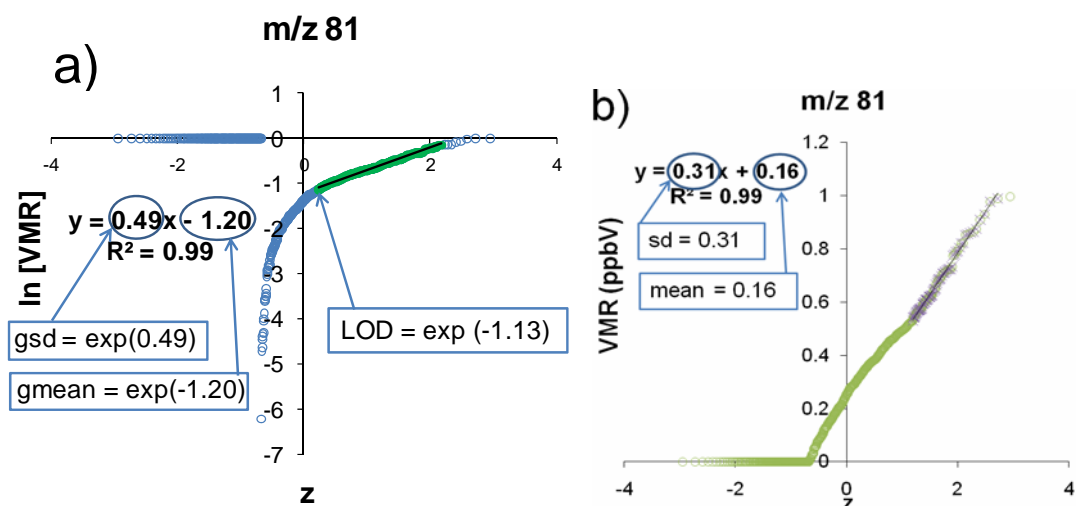 a)
m/z 81
1
0
-1
-2
-3
-4
-5
-6
-7
-4
-2
0
2
4
ln [VMR]
z
y = 0.49x - 1.20
R² = 0.99
gsd = exp(0.49)
gmean = exp(-1.20)
LOD = exp (-1.13)
b)
m/z 81
1.2
1
0.8
0.6
0.4
0.2
0
-4
-2
0
2
4
VMR (ppbV)
z
y = 0.31x + 0.16
R² = 0.99
sd = 0.31
mean = 0.16